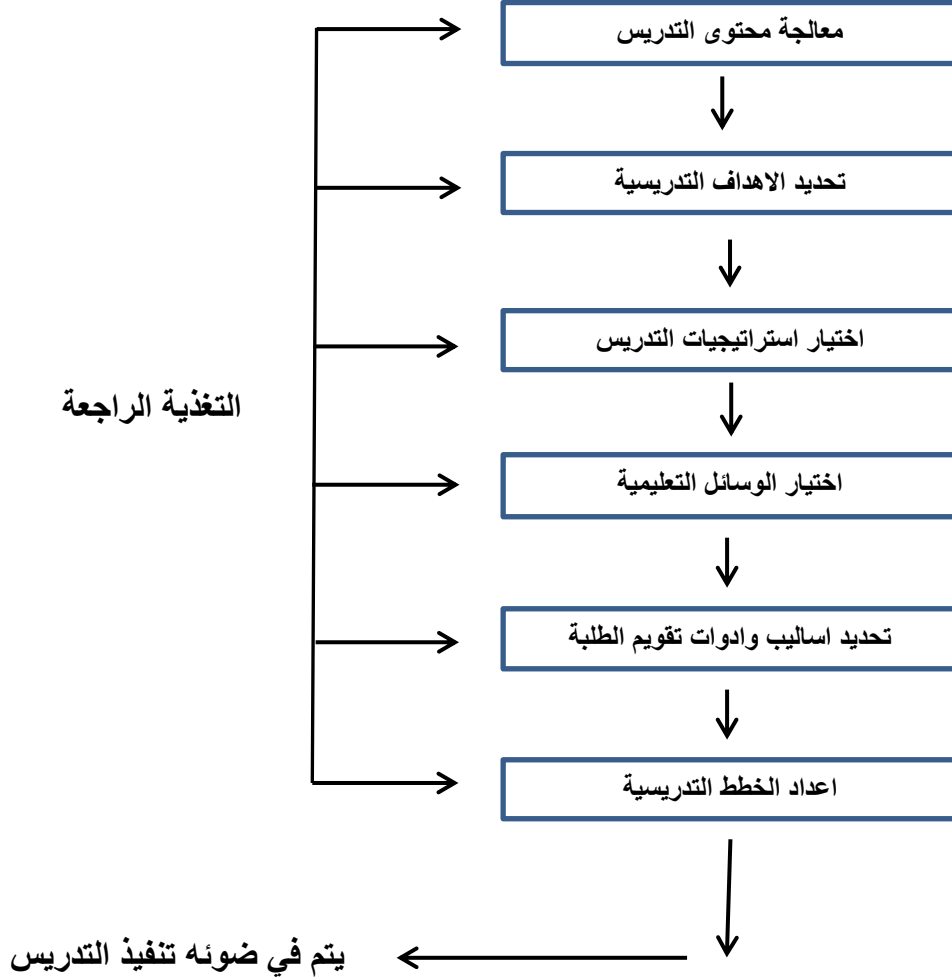 معالجة محتوى التدريس
تحديد الاهداف التدريسية
اختيار استراتيجيات التدريس
التغذية الراجعة
اختيار الوسائل التعليمية
تحديد اساليب وادوات تقويم الطلبة
اعداد الخطط التدريسية
يتم في ضوئه تنفيذ التدريس